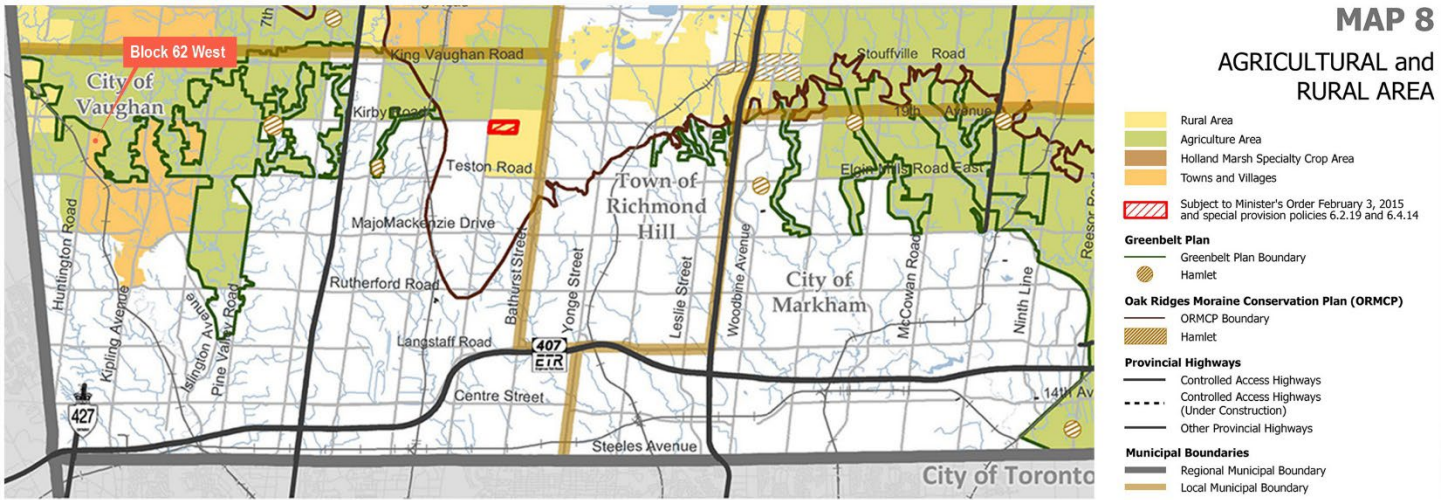 MAP 8
AGRICULTURAL and
RURAL AREA
Rural Area
Agriculture Area
Holland Marsh Specialty Crop Area
Towns and Villages
Subject to Minister's Order February 3, 2015
and special provision policies 6.2.19 and 6.4.14
Greenbelt Plan
Greenbelt Plan Boundary
Hamlet
Oak Ridges Moraine Conservation Plan (ORMCP)
ORMCP Boundary
Hamlet
Provincial Highways
Controlled Access Highways
Controlled Access Highways
(Under Construction)
Other Provincial Highways
Municipal Boundaries
Regional Municipal Boundary
Local Municipal Boundary
7th
Block 62 West
King Vaughan Road
Stouffville Road
City of
Vaughan
Kirby Road
19th Avenue
Teston Road
Elgin Mills Road East
Town of
Richmond
Hill
MajorMackenzie Drive
Huntington Road
Kipling Avenue
Islington Avenue
Pine Valley Road
Rutherford Road
Bathurst Street
Yonge Street
Leslie Street
Woodbine Avenue
City of
Markham
McCowan Road
Ninth Line
Langstaff Road
407
ETR
427
Centre Street
14th Av
Steeles Avenue
City of Toronto